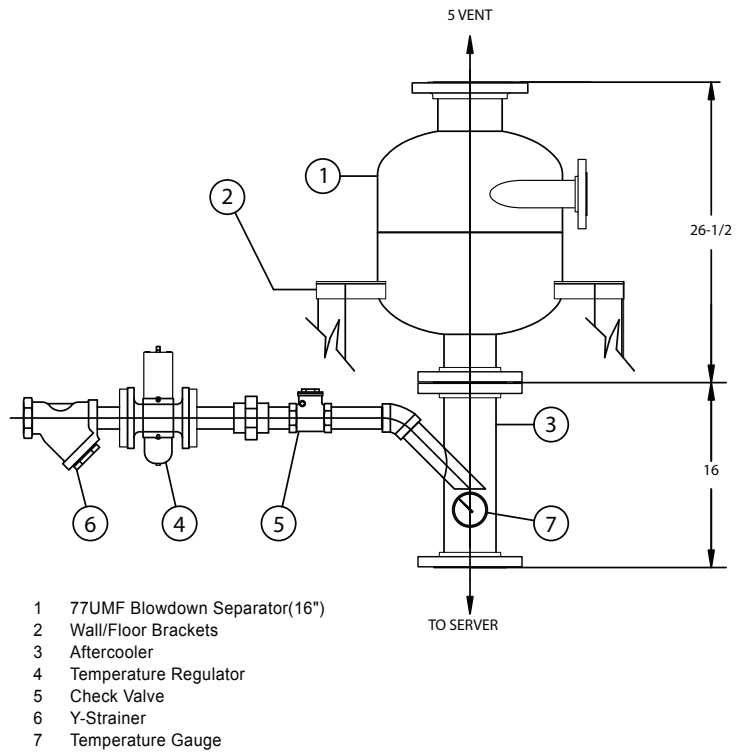 5 VENT
1
2
26-1/2
3
16
6
4
5
7
TO SERVER
1 77UMF Blowdown Separator(16")
2 Wall/Floor Brackets
3 Aftercooler
4 Temperature Regulator
5 Check Valve
6 Y-Strainer
7 Temperature Gauge